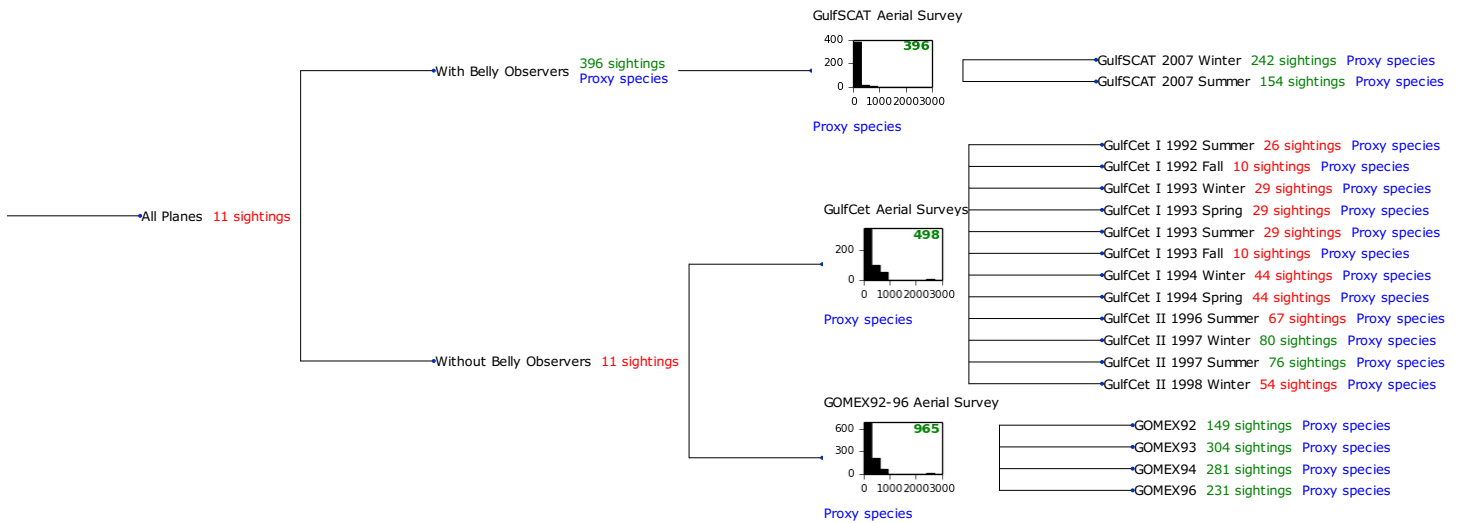 GulfSCAT Aerial Survey
400
200
0
396
0 1000 2000 3000
Proxy species
With Belly Observers 396 sightings
Proxy species
GulfSCAT 2007 Winter 242 sightings Proxy species
GulfSCAT 2007 Summer 154 sightings Proxy species
All Planes 11 sightings
Without Belly Observers 11 sightings
GulfCet Aerial Surveys
200
0
498
0 1000 2000 3000
Proxy species
GulfCet I 1992 Summer 26 sightings Proxy species
GulfCet I 1992 Fall 10 sightings Proxy species
GulfCet I 1993 Winter 29 sightings Proxy species
GulfCet I 1993 Spring 29 sightings Proxy species
GulfCet I 1993 Summer 29 sightings Proxy species
GulfCet I 1993 Fall 10 sightings Proxy species
GulfCet I 1994 Winter 44 sightings Proxy species
GulfCet I 1994 Spring 44 sightings Proxy species
GulfCet II 1996 Summer 67 sightings Proxy species
GulfCet II 1997 Winter 80 sightings Proxy species
GulfCet II 1997 Summer 76 sightings Proxy species
GulfCet II 1998 Winter 54 sightings Proxy species
GOMEX92-96 Aerial Survey
600
300
0
965
0 1000 2000 3000
Proxy species
GOMEX92 149 sightings Proxy species
GOMEX93 304 sightings Proxy species
GOMEX94 281 sightings Proxy species
GOMEX96 231 sightings Proxy species